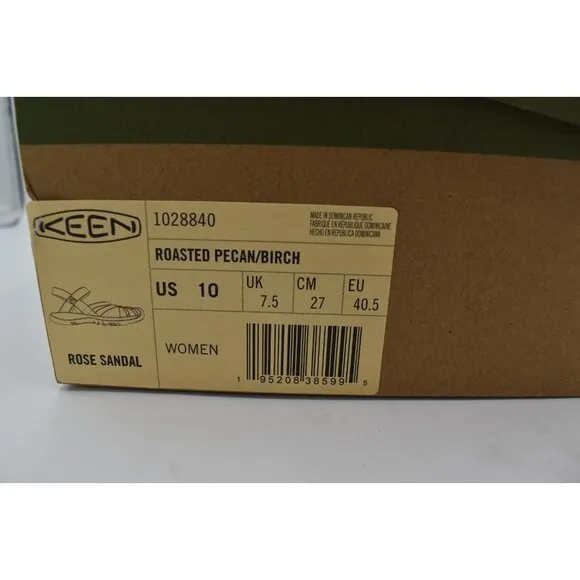 KEEN
1028840
MADE IN DOMINICAN REPUBLIC
FABRIQUÉ EN RÉPUBLIQUE DOMINICAINE
HECHO EN REPÚBLICA DOMINICANA
ROASTED PECAN/BIRCH
US 10
UK 7.5
CM 27
EU 40.5
ROSE SANDAL
WOMEN
1 95208 38599 5